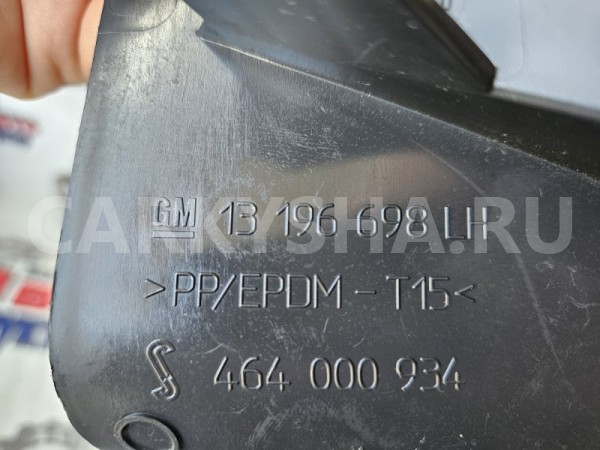 GM 13 196 698 LH
CARKYSHA.RU
>PP/EPDM-T15<
464 000 934